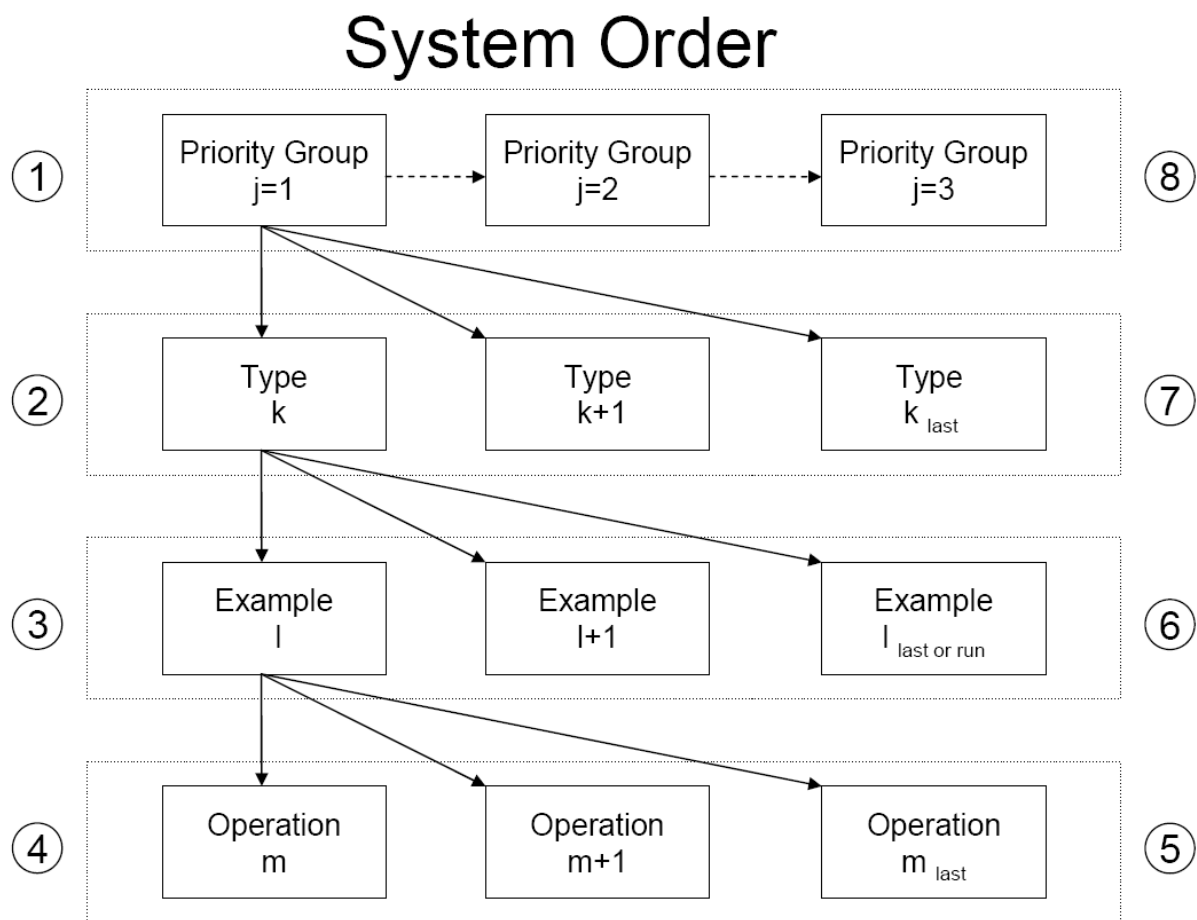 System Order
1
Priority Group
j=1
Priority Group
j=2
Priority Group
j=3
8
2
Type
k
Type
k+1
Type
k last
7
3
Example
l
Example
l+1
Example
l last or run
6
4
Operation
m
Operation
m+1
Operation
m last
5